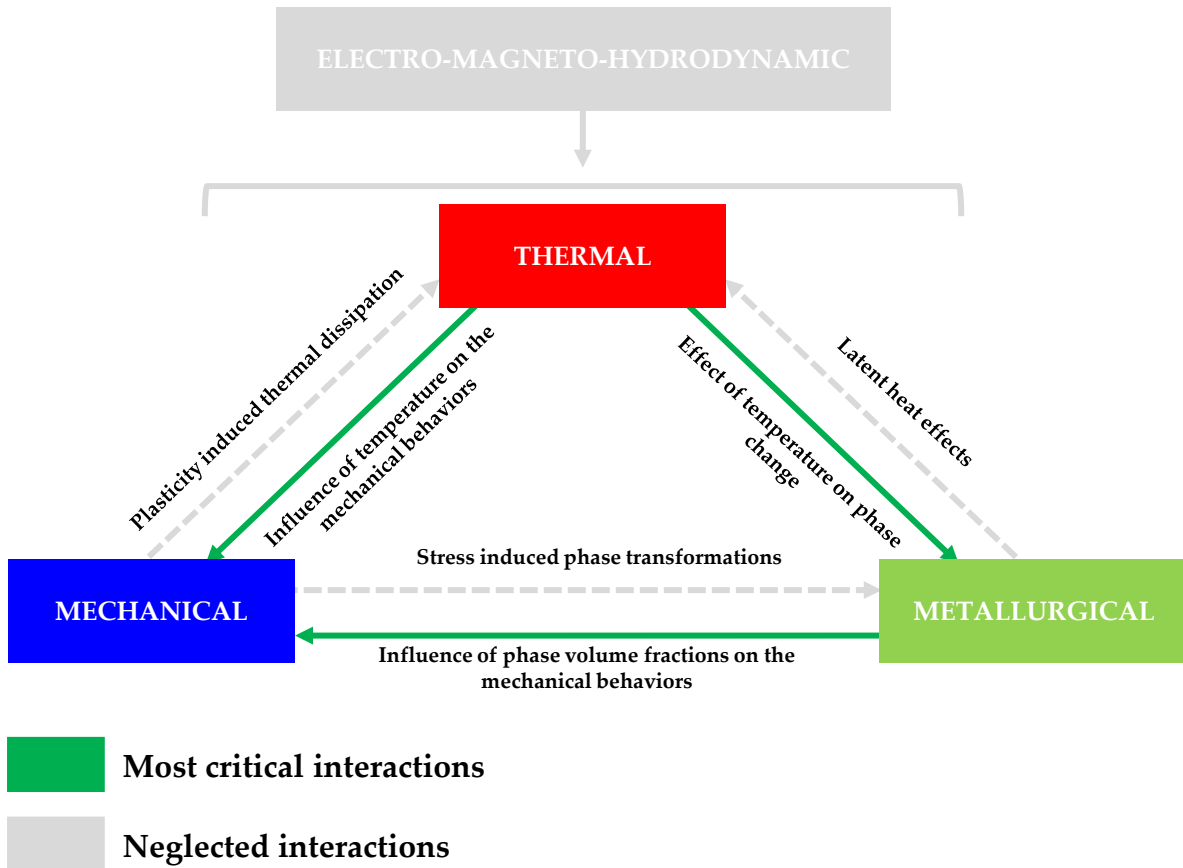 ELECTRO-MAGNETO-HYDRODYNAMIC
THERMAL
Plasticity induced thermal dissipation
Influence of temperature on the
mechanical behaviors
Effect of temperature on phase
change
Latent heat effects
Stress induced phase transformations
MECHANICAL
METALLURGICAL
Influence of phase volume fractions on the
mechanical behaviors
Most critical interactions
Neglected interactions